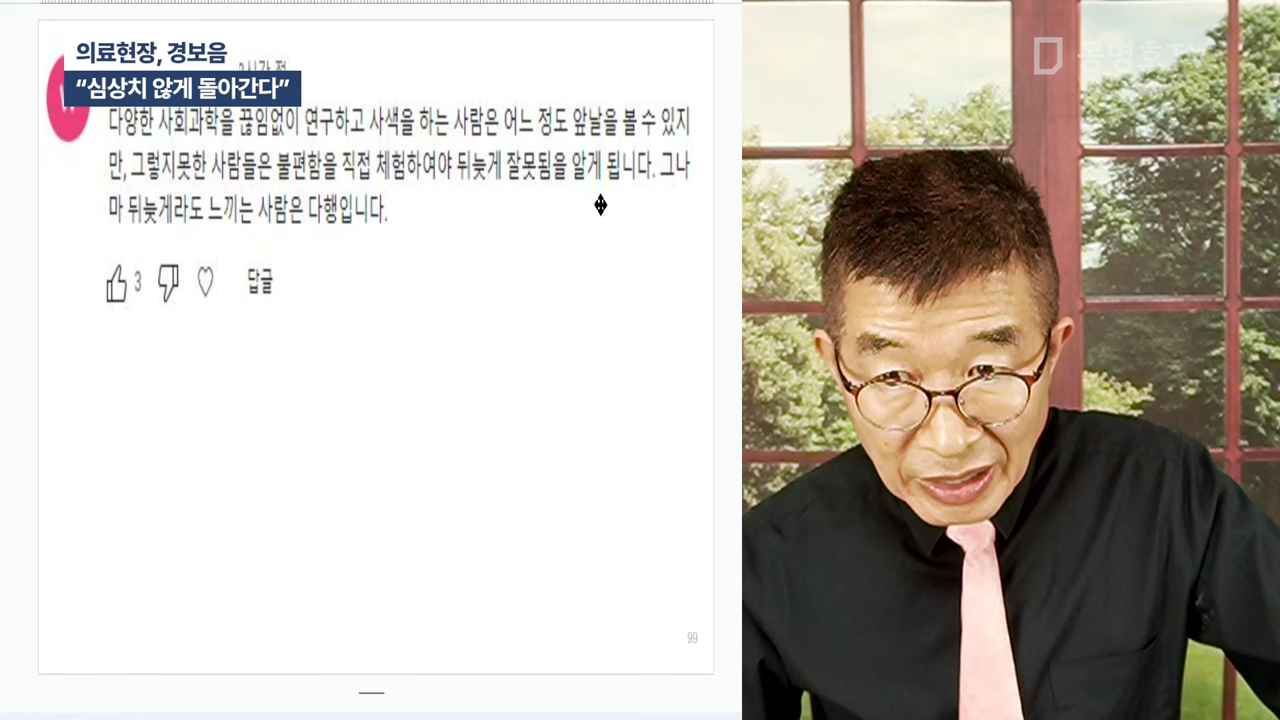 의료현장, 경보음
“심상치 않게 돌아간다”
다양한 사회과학을 끊임없이 연구하고 사색을 하는 사람은 어느 정도 앞날을 볼 수 있지
만, 그렇지못한 사람들은 불편함을 직접 체험하여야 뒤늦게 잘못됨을 알게 됩니다. 그나
마 뒤늦게라도 느끼는 사람은 다행입니다.
3 답글
99
공병호TV